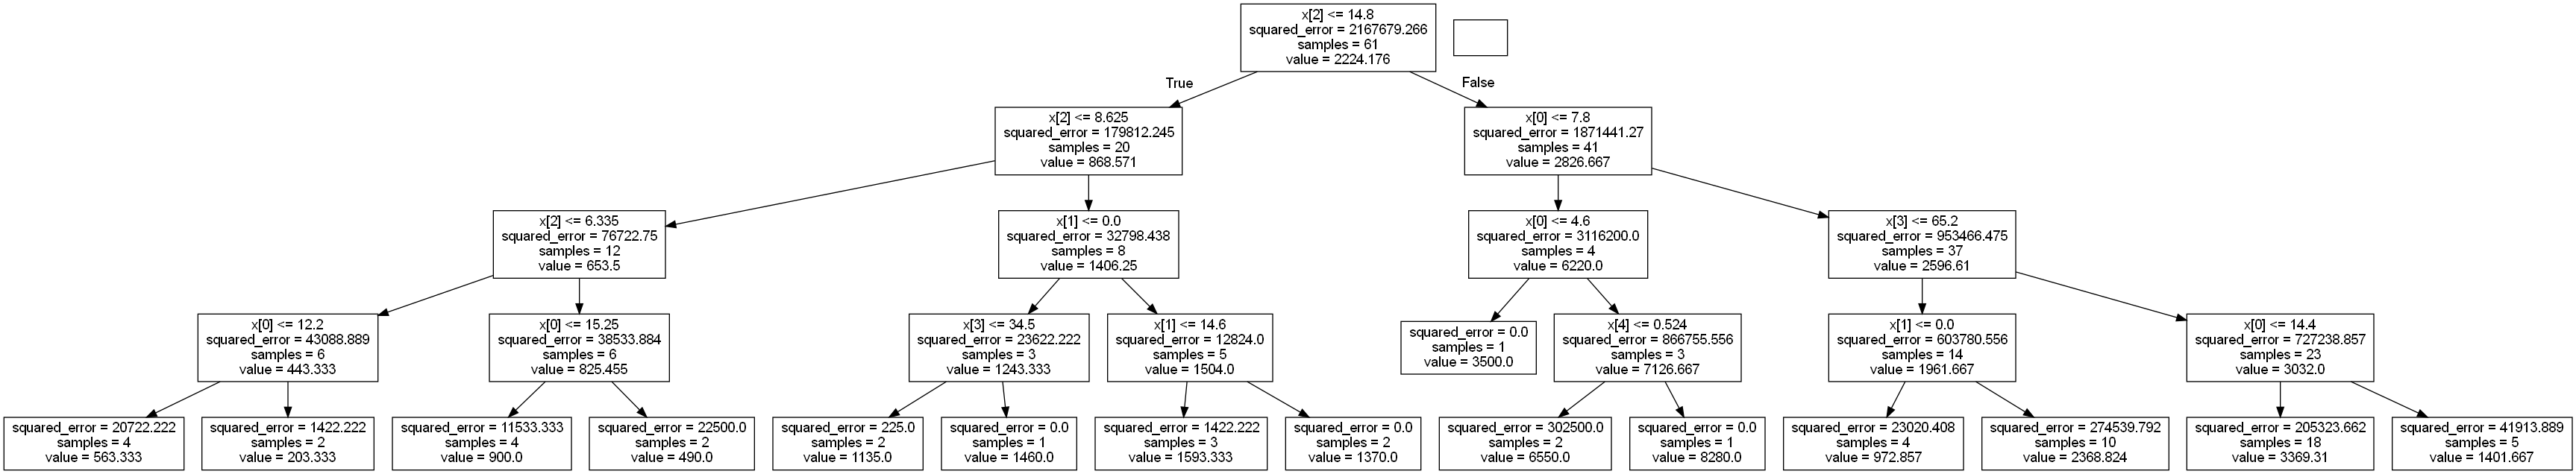 x[2] <= 14.8
squared_error = 2167679.266
samples = 61
value = 2224.176
True
False
x[2] <= 8.625
squared_error = 179812.245
samples = 20
value = 868.571
x[0] <= 7.8
squared_error = 1871441.27
samples = 41
value = 2826.667
x[2] <= 6.335
squared_error = 76722.75
samples = 12
value = 653.5
x[1] <= 0.0
squared_error = 32798.438
samples = 8
value = 1406.25
x[0] <= 4.6
squared_error = 3116200.0
samples = 4
value = 6220.0
x[3] <= 65.2
squared_error = 953466.475
samples = 37
value = 2596.61
x[0] <= 12.2
squared_error = 43088.889
samples = 6
value = 443.333
x[0] <= 15.25
squared_error = 38533.884
samples = 6
value = 825.455
x[3] <= 34.5
squared_error = 23622.222
samples = 3
value = 1243.333
x[1] <= 14.6
squared_error = 12824.0
samples = 5
value = 1504.0
squared_error = 0.0
samples = 1
value = 3500.0
x[4] <= 0.524
squared_error = 866755.556
samples = 3
value = 7126.667
x[1] <= 0.0
squared_error = 603780.556
samples = 14
value = 1961.667
x[0] <= 14.4
squared_error = 727238.857
samples = 23
value = 3032.0
squared_error = 20722.222
samples = 4
value = 563.333
squared_error = 1422.222
samples = 2
value = 203.333
squared_error = 11533.333
samples = 4
value = 900.0
squared_error = 22500.0
samples = 2
value = 490.0
squared_error = 225.0
samples = 2
value = 1135.0
squared_error = 0.0
samples = 1
value = 1460.0
squared_error = 1422.222
samples = 3
value = 1593.333
squared_error = 0.0
samples = 2
value = 1370.0
squared_error = 302500.0
samples = 2
value = 6550.0
squared_error = 0.0
samples = 1
value = 8280.0
squared_error = 23020.408
samples = 4
value = 972.857
squared_error = 274539.792
samples = 10
value = 2368.824
squared_error = 205323.662
samples = 18
value = 3369.31
squared_error = 41913.889
samples = 5
value = 1401.667